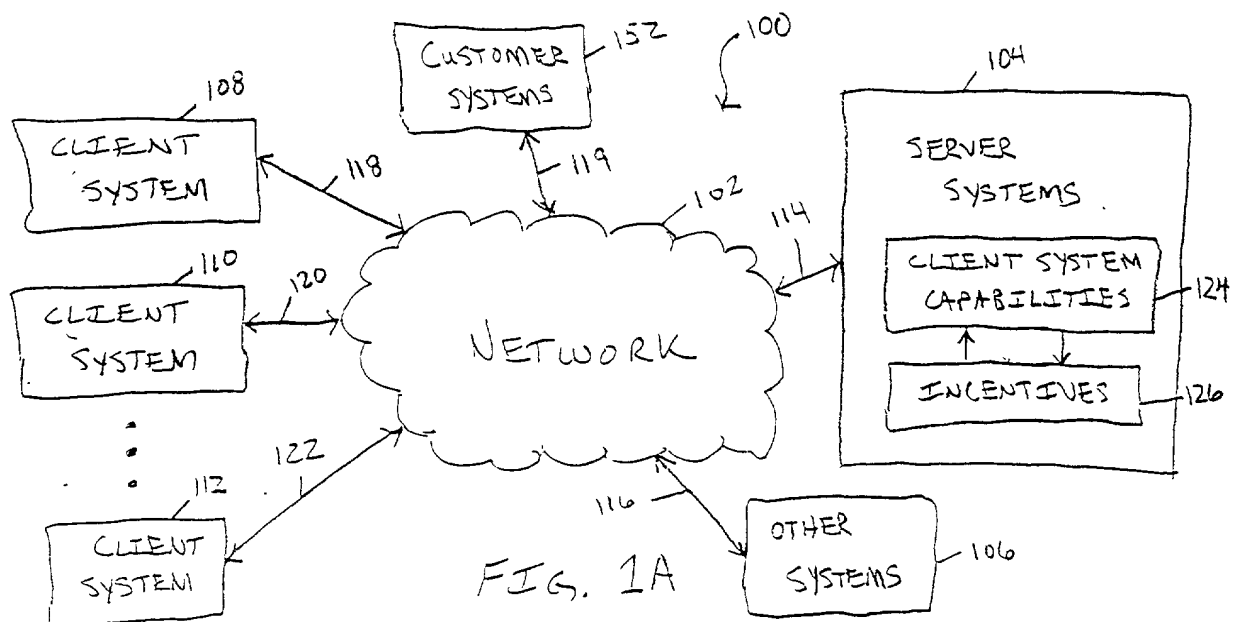 CUSTOMER
SYSTEMS
152
100
104
108
CLIENT
SYSTEM
118
119
102
114
SERVER
SYSTEMS
110
CLIENT
SYSTEM
120
NETWORK
CLIENT SYSTEM
CAPABILITIES
124
INCENTIVES
126
112
CLIENT
SYSTEM
122
116
OTHER
SYSTEMS
106
FIG. 1A